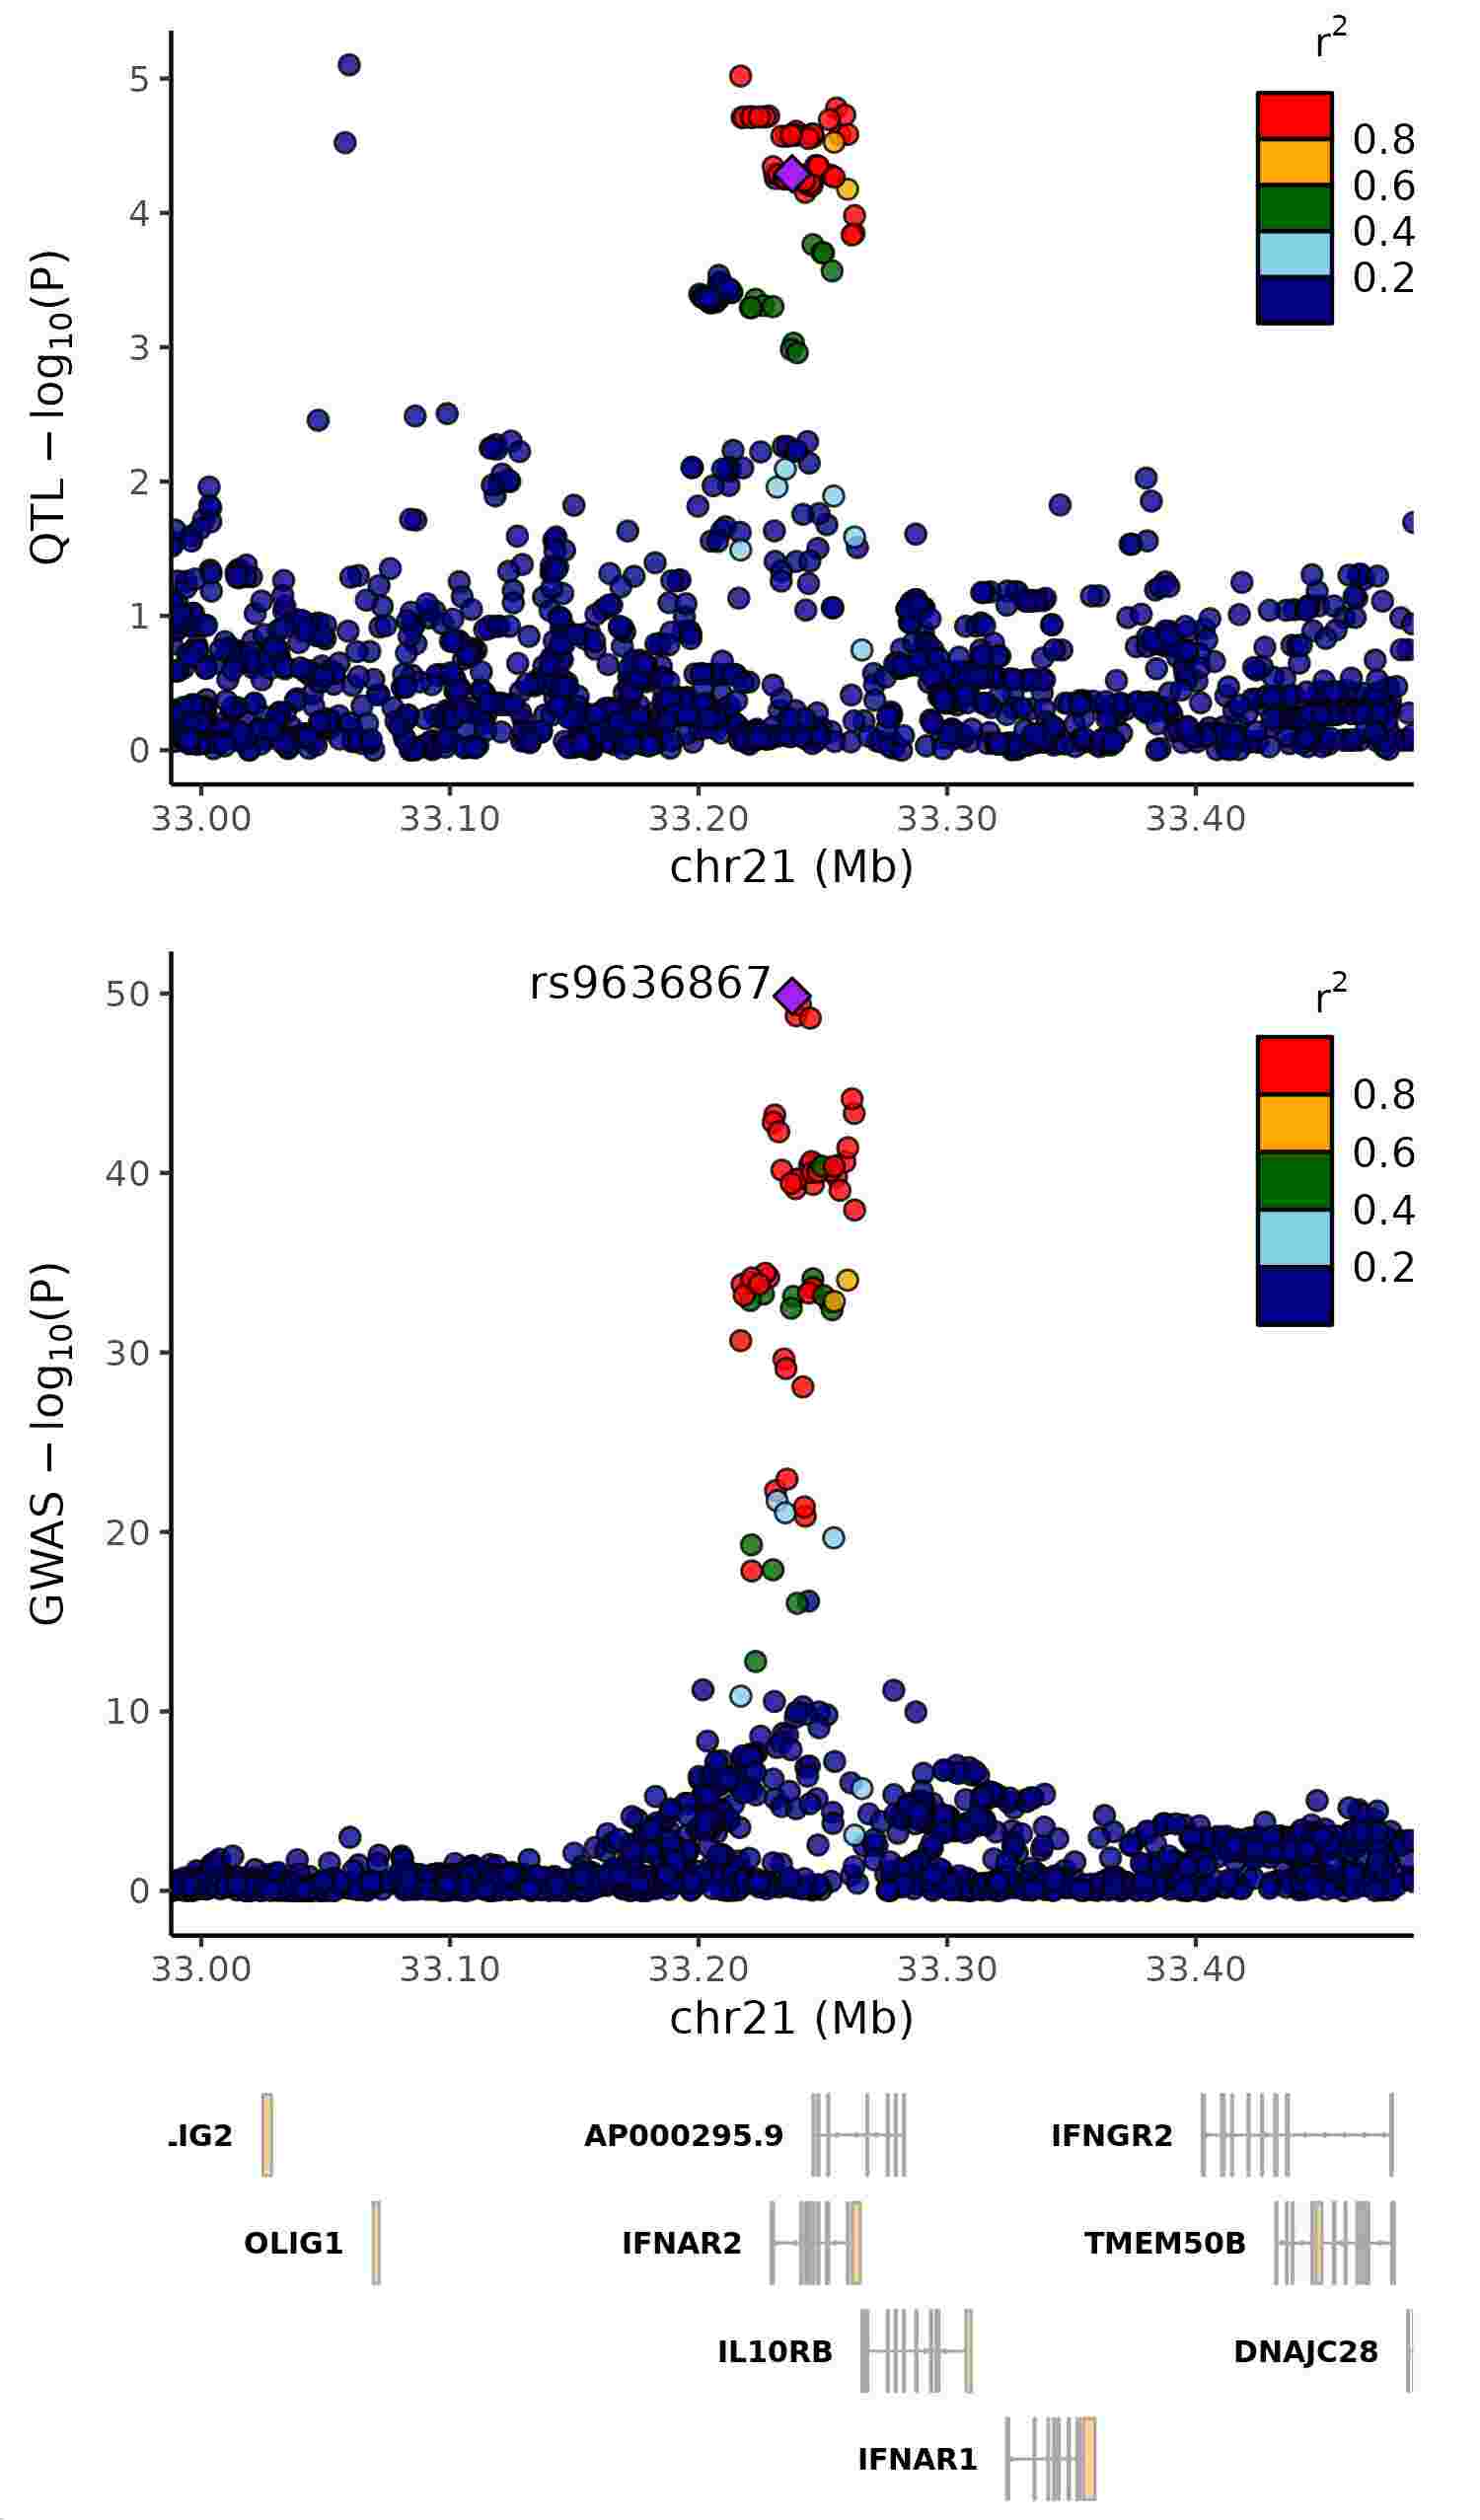 r2
5
4
3
2
1
0
QTL −log10(P)
0.8
0.6
0.4
0.2
33.00 33.10 33.20 33.30 33.40
chr21 (Mb)
rs9636867
r2
50
40
30
20
10
0
GWAS −log10(P)
0.8
0.6
0.4
0.2
33.00 33.10 33.20 33.30 33.40
chr21 (Mb)
.IG2 AP000295.9 IFNGR2
OLIG1 IFNAR2 TMEM50B
IL10RB DNAJC28
IFNAR1